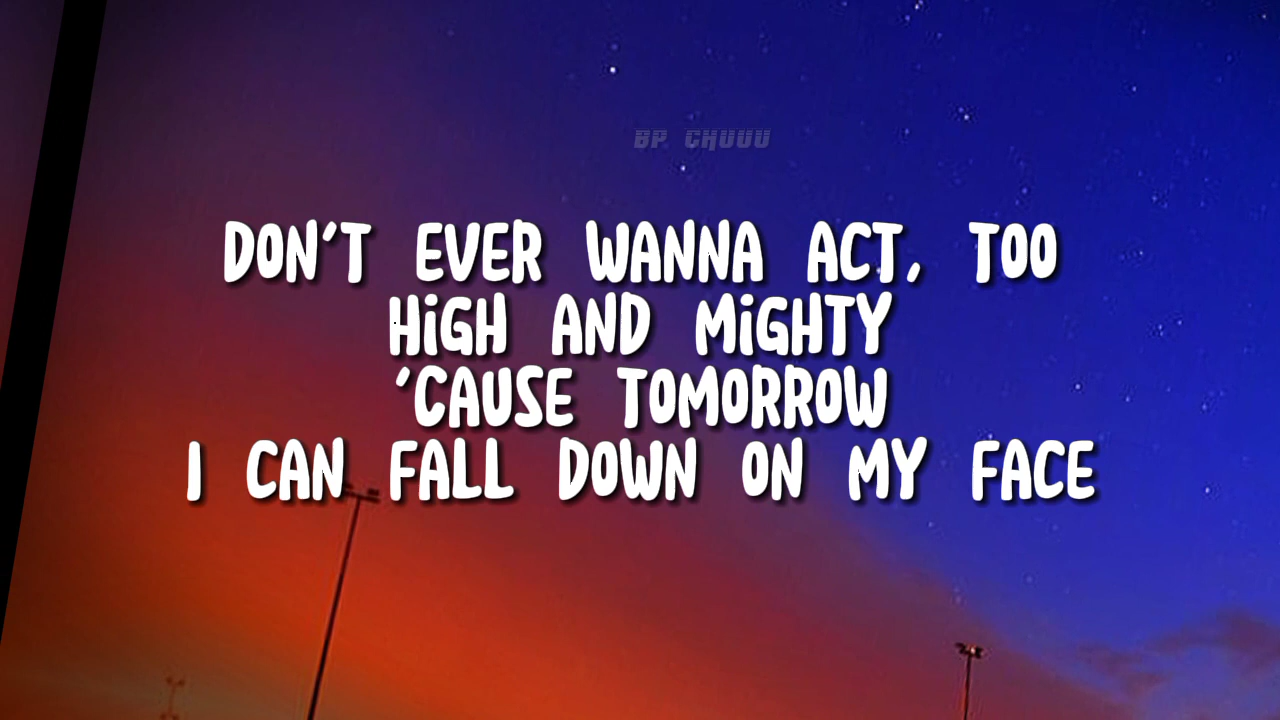 BP CHUUU
DON'T EVER WANNA ACT, TOO
HiGH AND MiGHTY
'CAUSE TOMORROW
I CAN FALL DOWN ON MY FACE